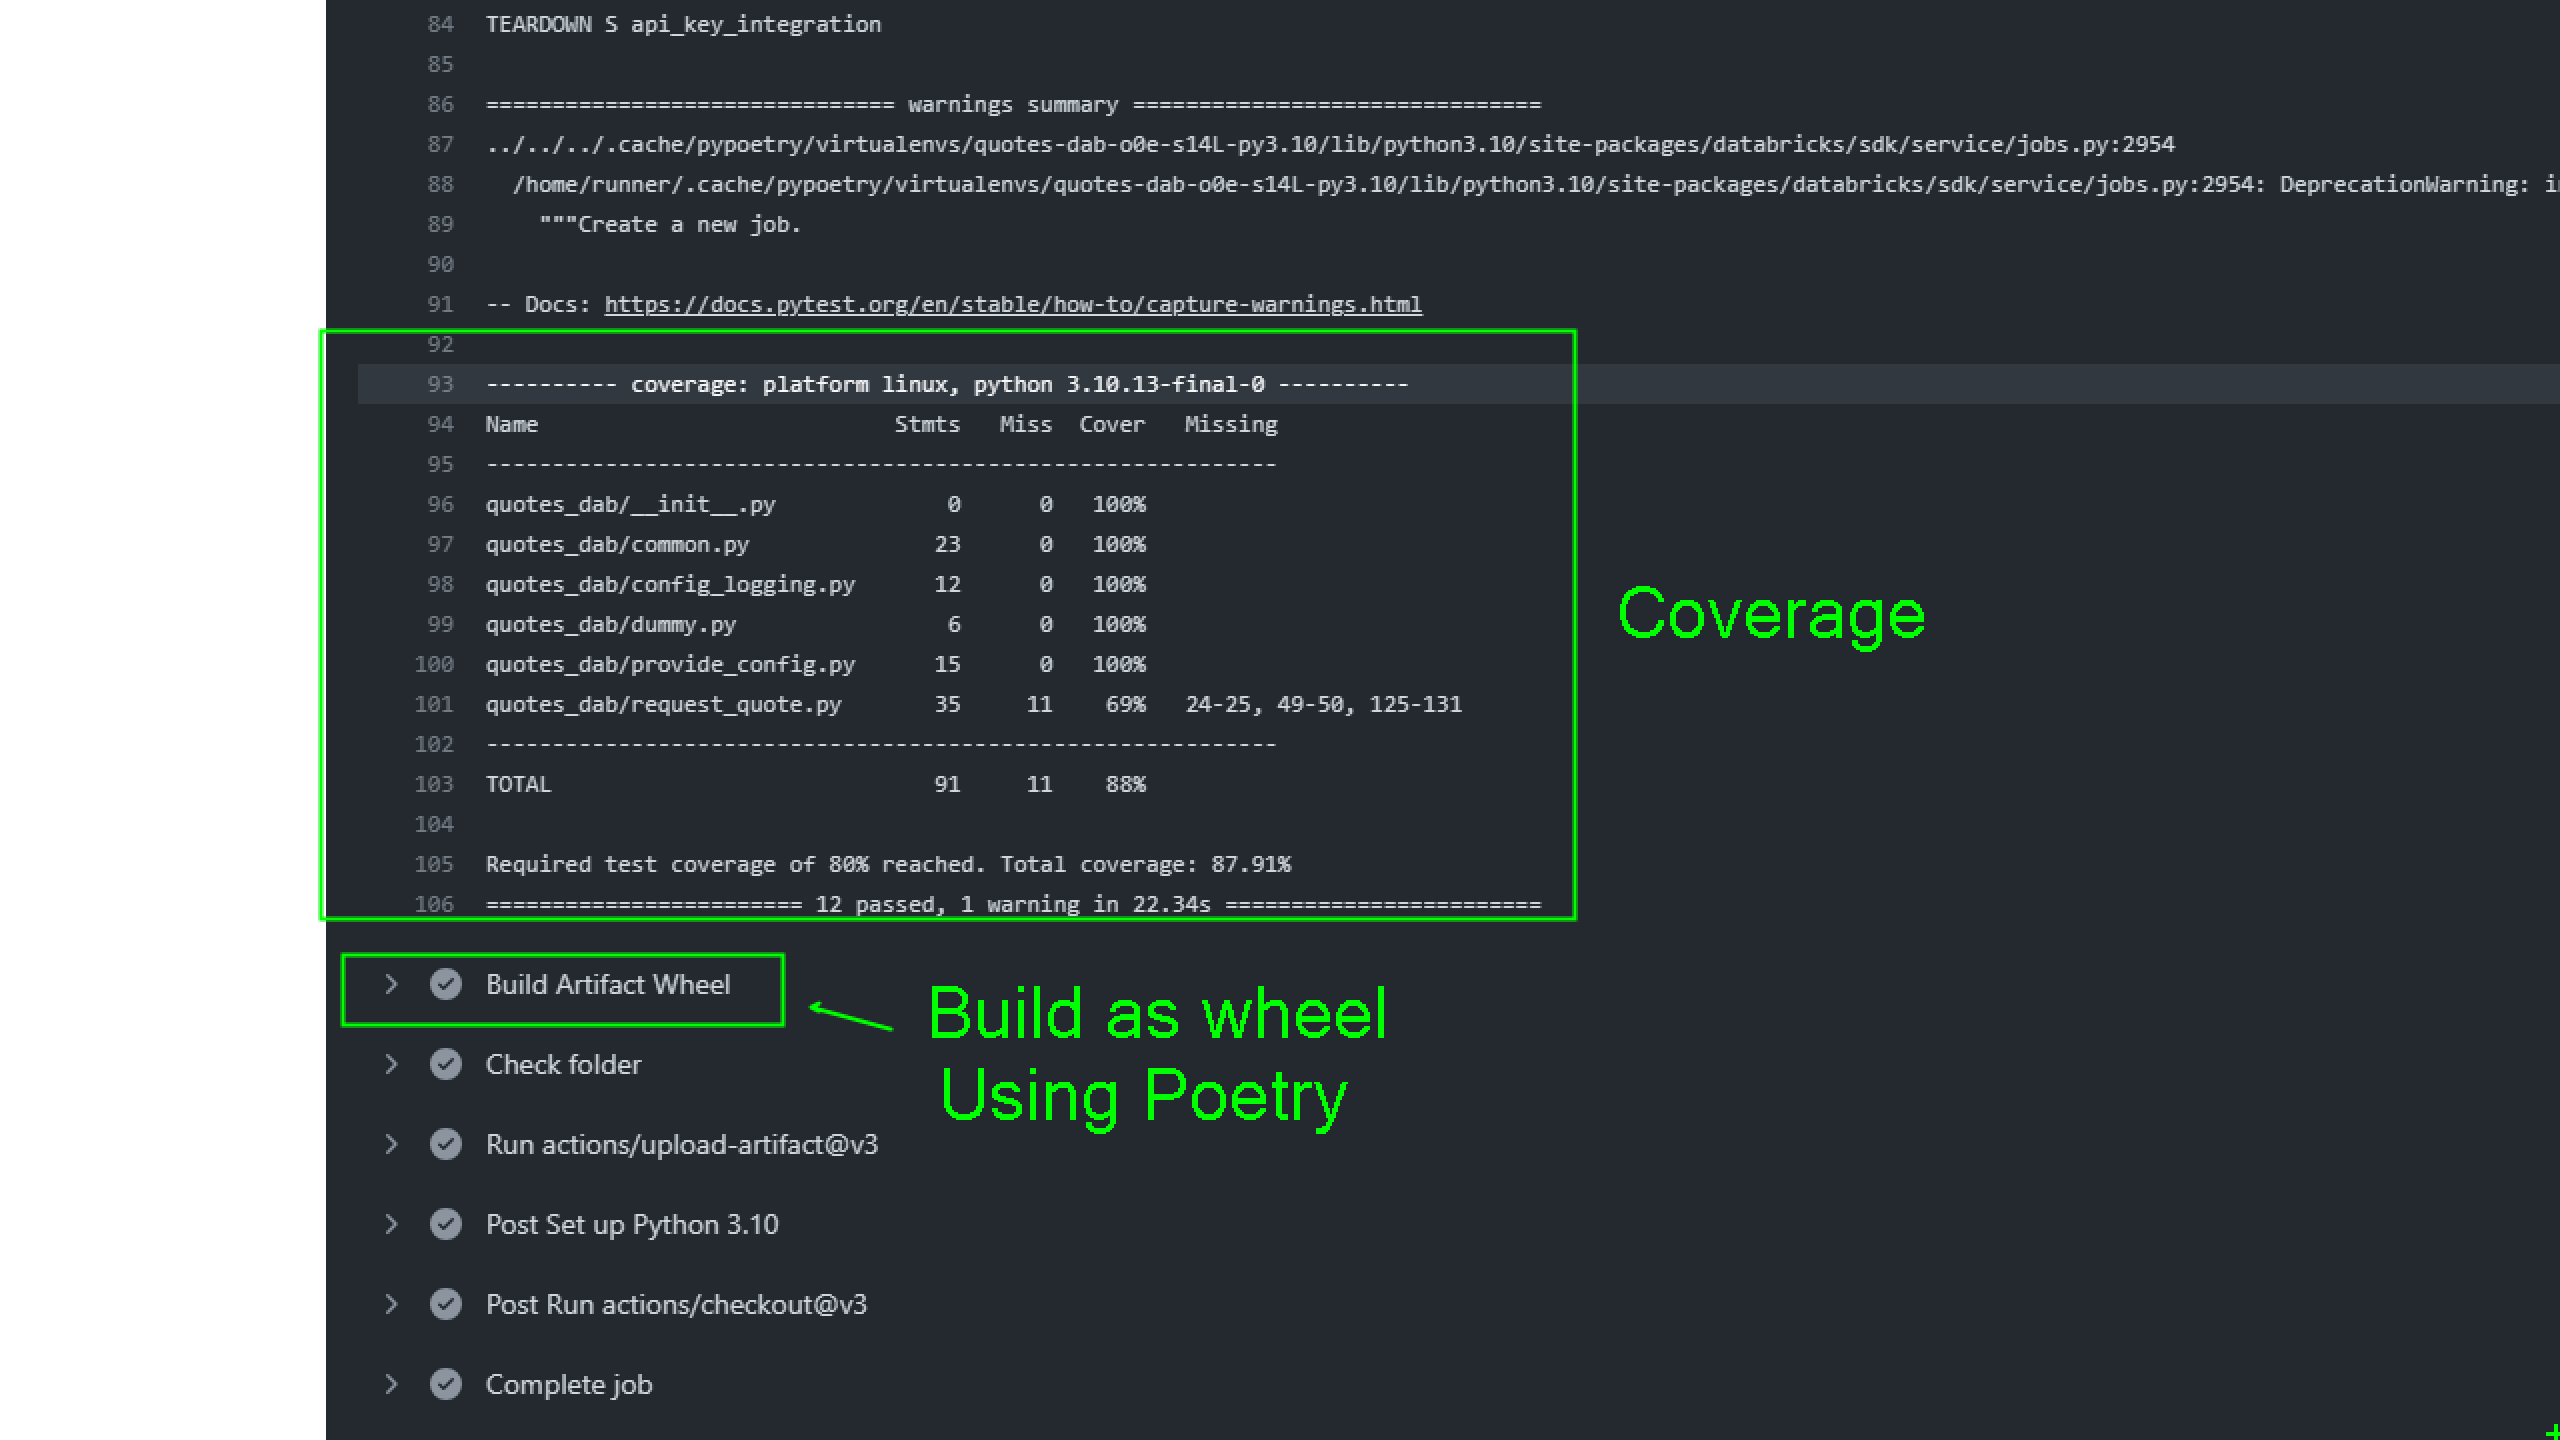 84 TEARDOWN S api_key_integration
85
86 =============================== warnings summary ===============================
87 ../../../.cache/pypoetry/virtualenvs/quotes-dab-o0e-s14L-py3.10/lib/python3.10/site-packages/databricks/sdk/service/jobs.py:2954
88 /home/runner/.cache/pypoetry/virtualenvs/quotes-dab-o0e-s14L-py3.10/lib/python3.10/site-packages/databricks/sdk/service/jobs.py:2954: DeprecationWarning:
89 """Create a new job.
90
91 -- Docs: https://docs.pytest.org/en/stable/how-to/capture-warnings.html
92
93 ---------- coverage: platform linux, python 3.10.13-final-0 ----------
94 Name Stmts Miss Cover Missing
95 ------------------------------------------------------------
96 quotes_dab/__init__.py 0 0 100%
97 quotes_dab/common.py 23 0 100%
98 quotes_dab/config_logging.py 12 0 100%
99 quotes_dab/dummy.py 6 0 100%
100 quotes_dab/provide_config.py 15 0 100%
101 quotes_dab/request_quote.py 35 11 69% 24-25, 49-50, 125-131
102 ------------------------------------------------------------
103 TOTAL 91 11 88%
104
105 Required test coverage of 80% reached. Total coverage: 87.91%
106 ======================== 12 passed, 1 warning in 22.34s ========================
Coverage
Build Artifact Wheel
Build as wheel
Using Poetry
Check folder
Run actions/upload-artifact@v3
Post Set up Python 3.10
Post Run actions/checkout@v3
Complete job